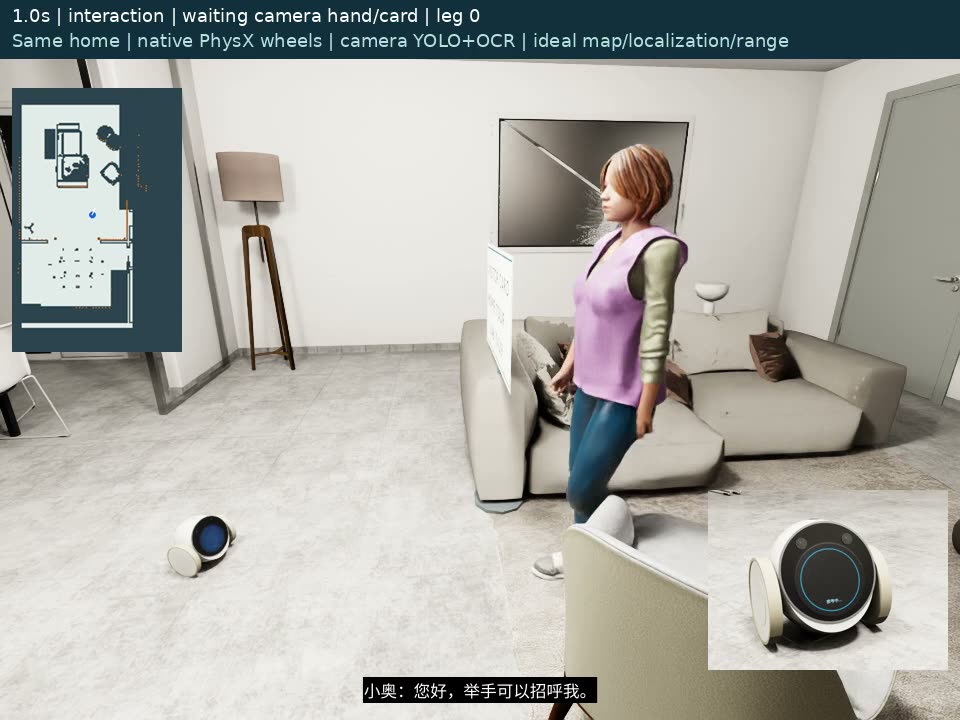 1.0s | interaction | waiting camera hand/card | leg 0
Same home | native PhysX wheels | camera YOLO+OCR | ideal map/localization/range
小奥：您好，举手可以招呼我。